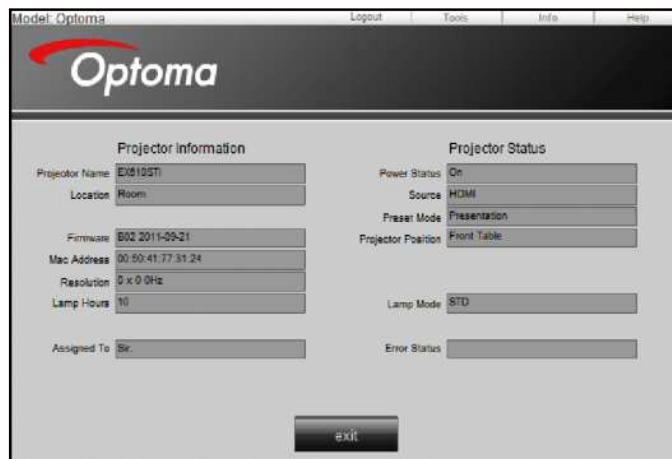 Model: Optoma
Logout Tools Info Help
Optoma
Projector Information
Projector Status
Projector Name EX610STi
Location Room
Firmware B02 2011-09-21
Mac Address 00:50:41:77:31:24
Resolution 0 x 0 0Hz
Lamp Hours 10
Assigned To Sir.
Power Status On
Source HDMI
Preset Mode Presentation
Projector Position Front Table
Lamp Mode STD
Error Status
exit